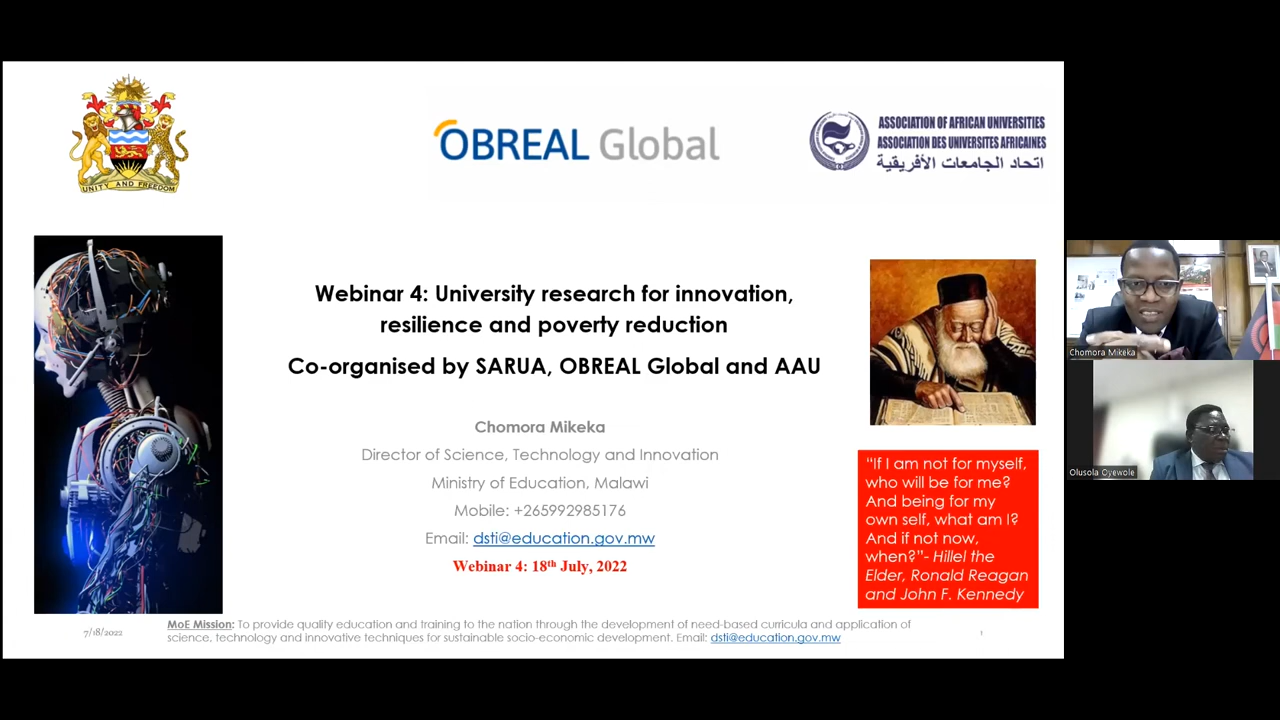 UNITY AND FREEDOM
OBREAL Global
ASSOCIATION OF AFRICAN UNIVERSITIES
ASSOCIATION DES UNIVERSITES AFRICAINES
اتحاد الجامعات الأفريقية
Webinar 4: University research for innovation,
resilience and poverty reduction
Co-organised by SARUA, OBREAL Global and AAU
Chomora Mikeka
Director of Science, Technology and Innovation
Ministry of Education, Malawi
Mobile: +265992985176
Email: dsti@education.gov.mw
Webinar 4: 18th July, 2022
“If I am not for myself,
who will be for me?
And being for my
own self, what am I?
And if not now,
when?”- Hillel the
Elder, Ronald Reagan
and John F. Kennedy
7/18/2022
MoE Mission: To provide quality education and training to the nation through the development of need-based curricula and application of
science, technology and innovative techniques for sustainable socio-economic development. Email: dsti@education.gov.mw
1
Chomora Mikeka
Olusola Oyewole